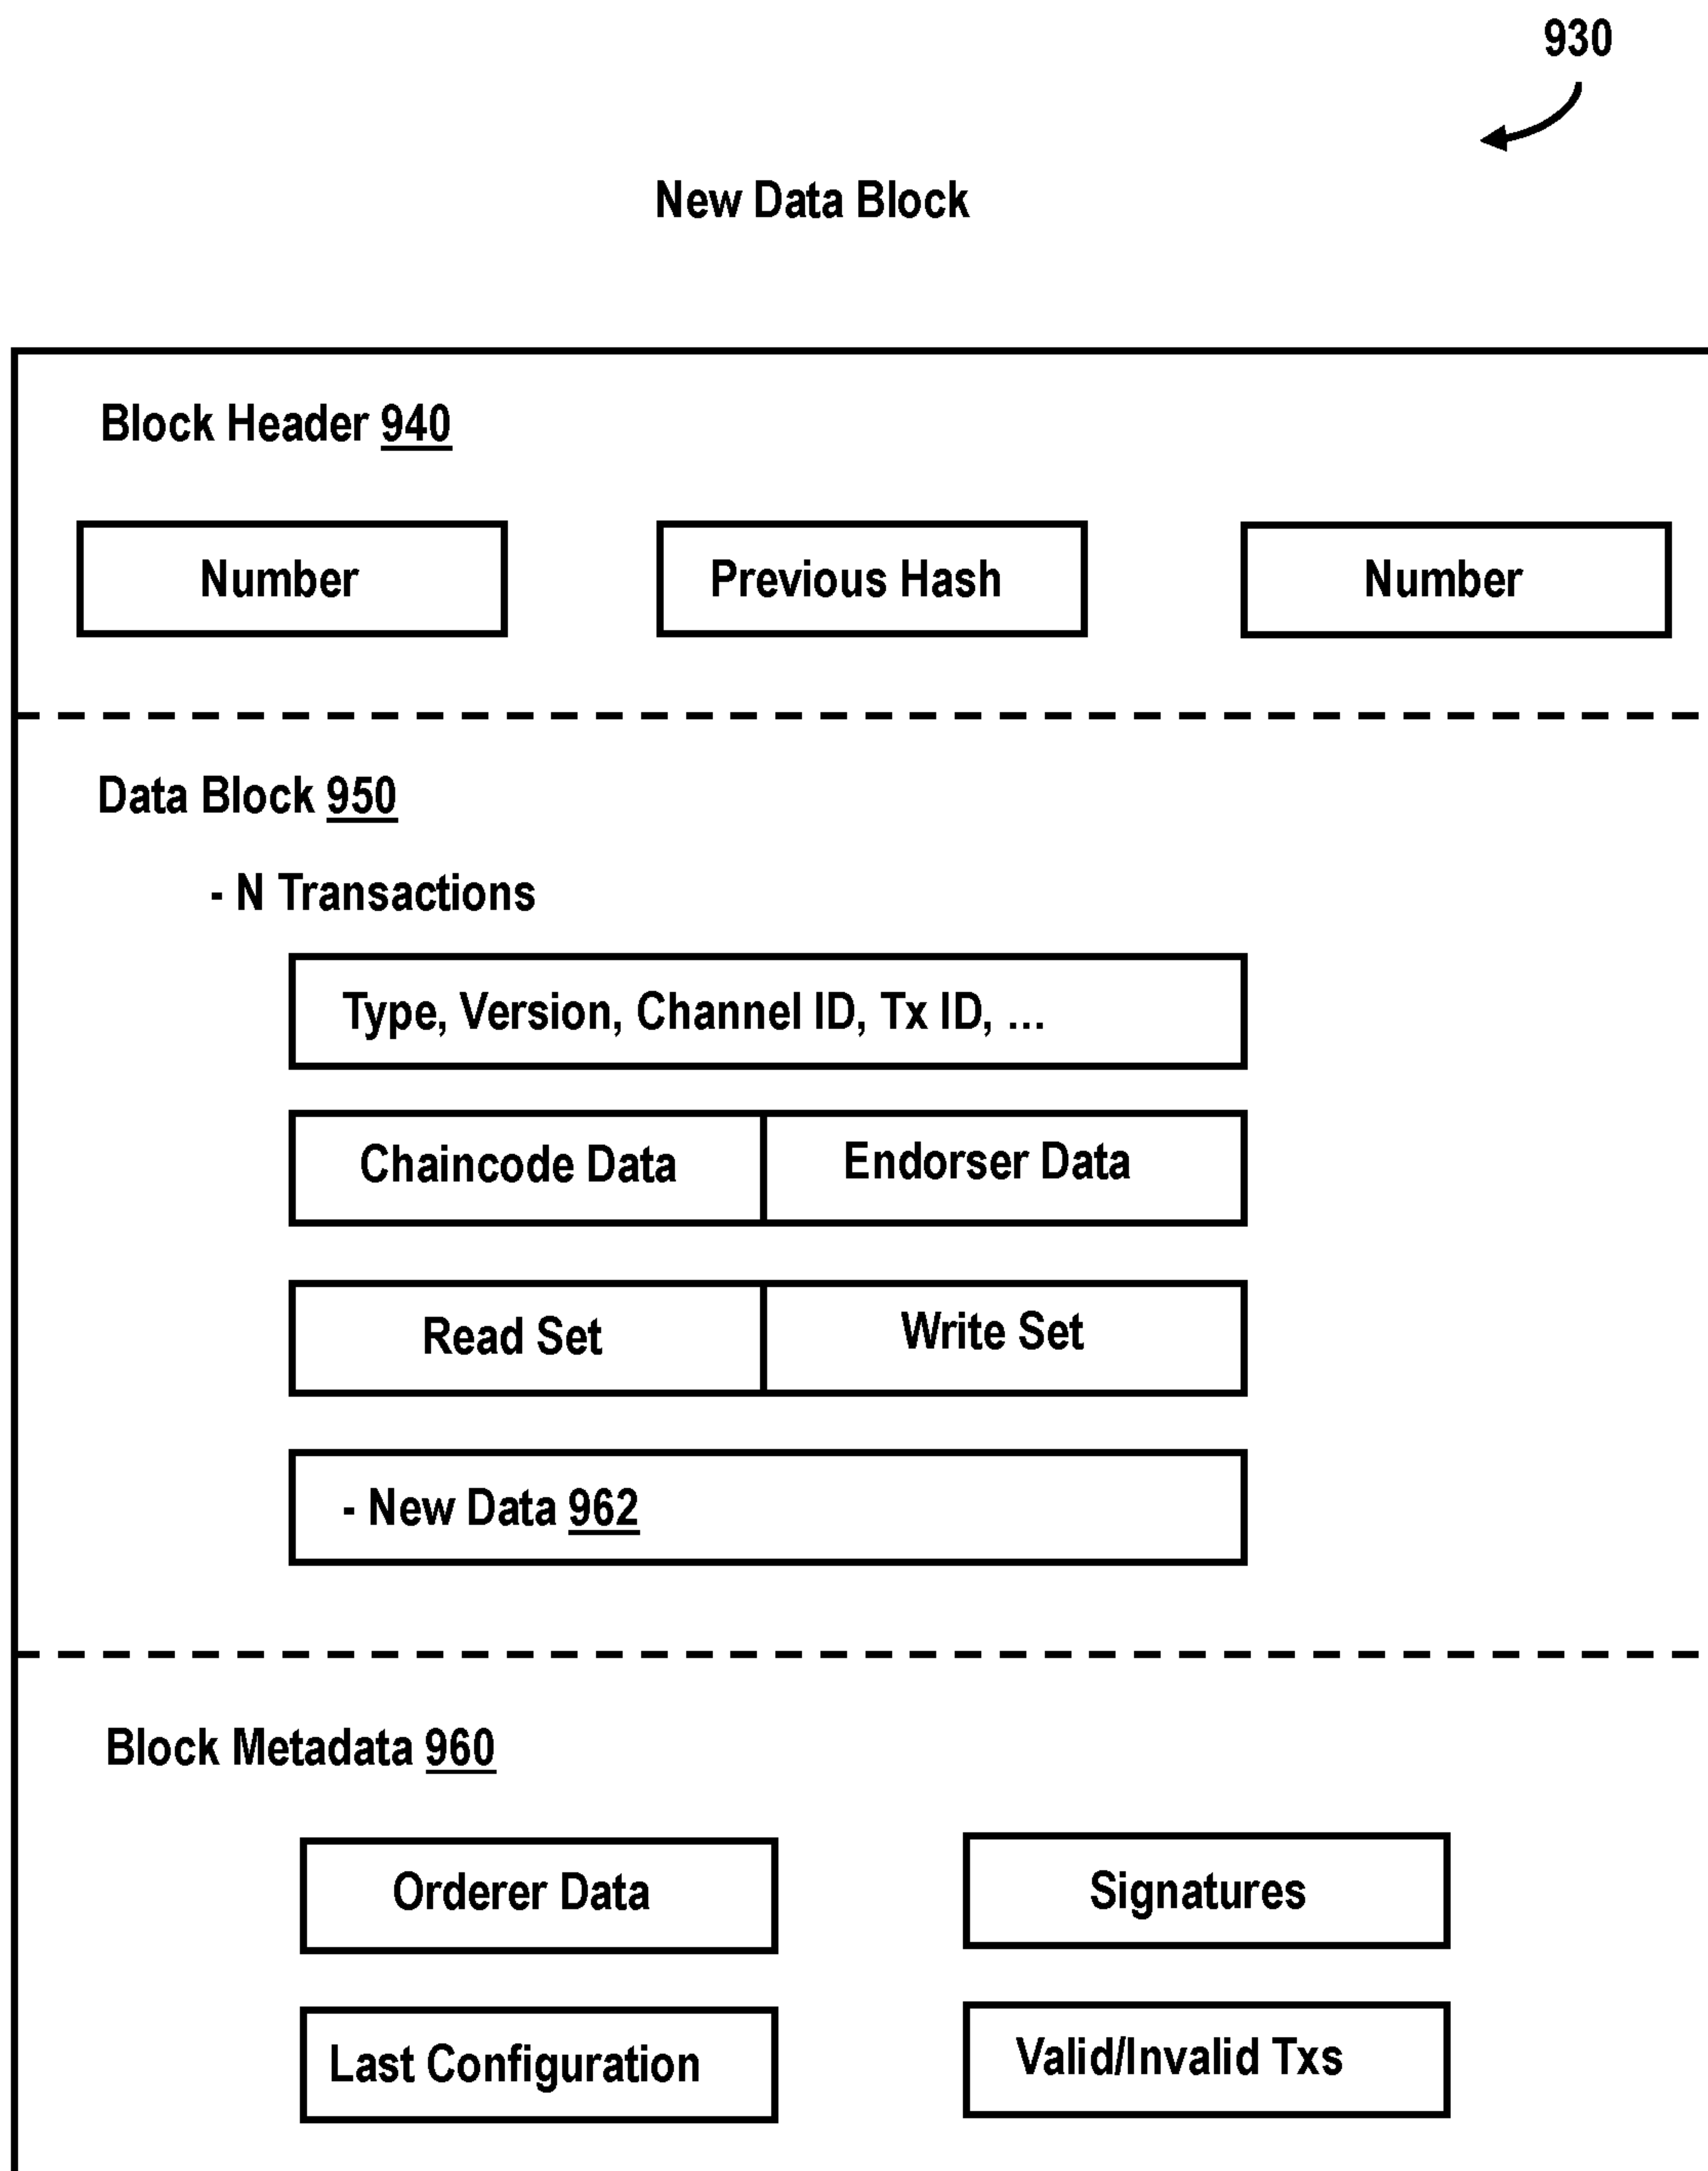 930
New Data Block
Block Header 940
Number
Previous Hash
Number
Data Block 950
- N Transactions
Type, Version, Channel ID, Tx ID, ...
Chaincode Data
Endorser Data
Read Set
Write Set
- New Data 962
Block Metadata 960
Orderer Data
Signatures
Last Configuration
Valid/Invalid Txs